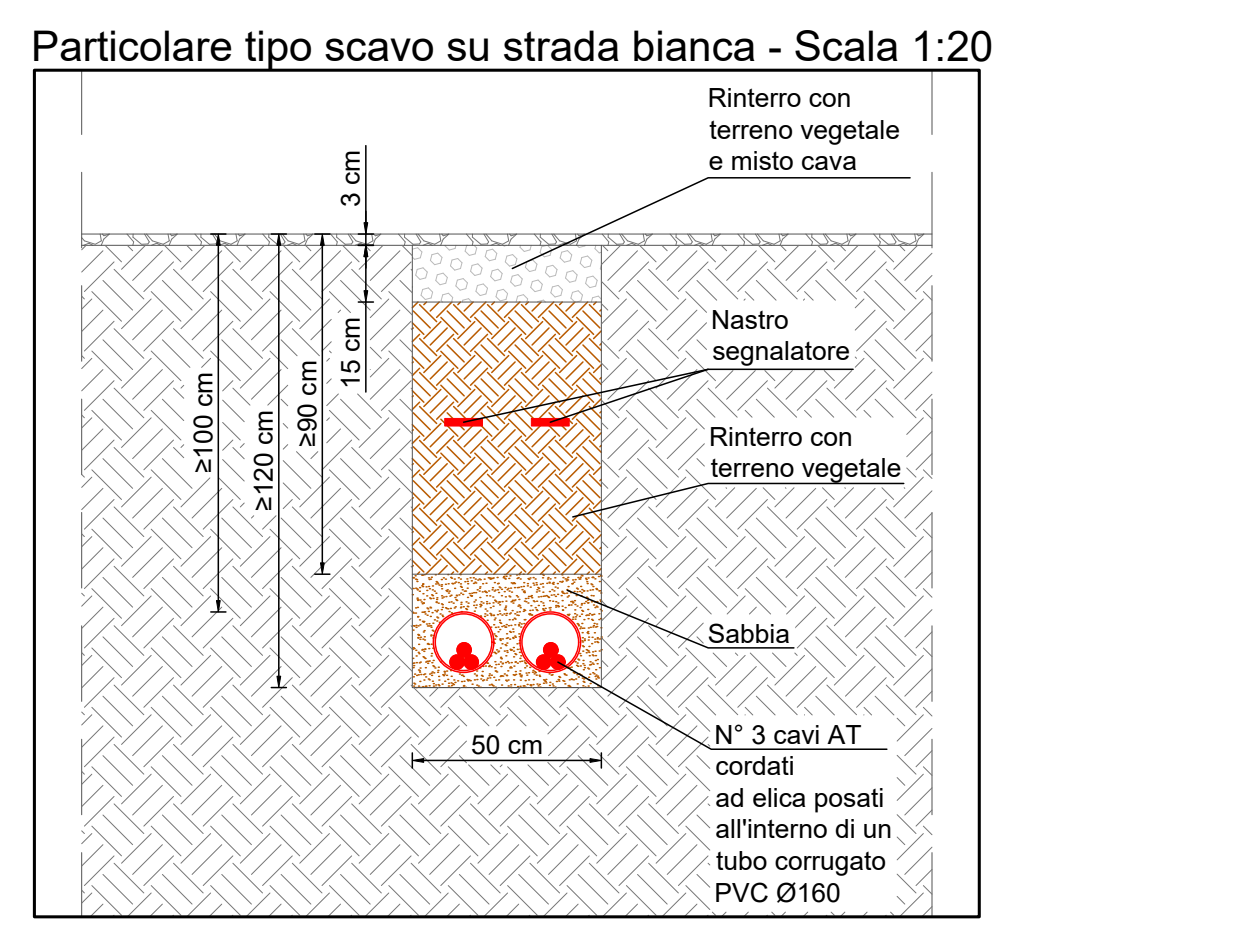 Particolare tipo scavo su strada bianca - Scala 1:20
Rinterro con
terreno vegetale
e misto cava
3 cm
15 cm
Nastro
segnalatore
≥100 cm
≥120 cm
≥90 cm
Rinterro con
terreno vegetale
Sabbia
50 cm
N° 3 cavi AT
cordati
ad elica posati
all'interno di un
tubo corrugato
PVC Ø160